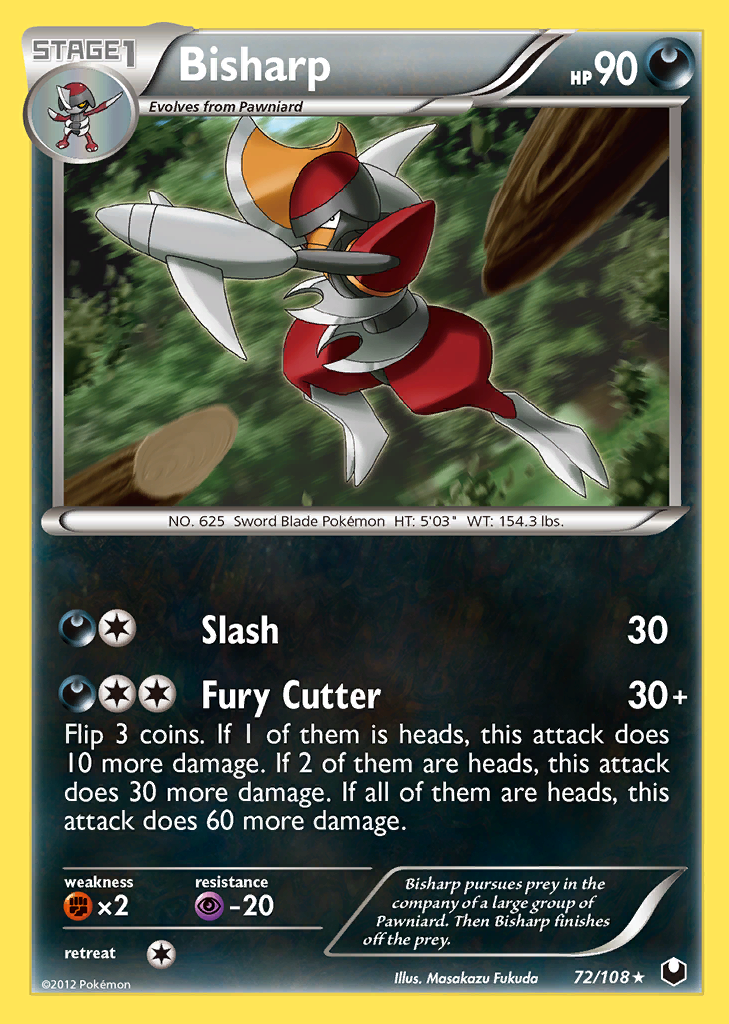 STAGE1
Bisharp
HP 90
Evolves from Pawniard
NO. 625 Sword Blade Pokémon HT: 5'03" WT: 154.3 lbs.
Slash 30
Fury Cutter 30+
Flip 3 coins. If 1 of them is heads, this attack does
10 more damage. If 2 of them are heads, this attack
does 30 more damage. If all of them are heads, this
attack does 60 more damage.
weakness resistance
×2 -20
retreat
Bisharp pursues prey in the
company of a large group of
Pawniard. Then Bisharp finishes
off the prey.
©2012 Pokémon
Illus. Masakazu Fukuda 72/108 ★